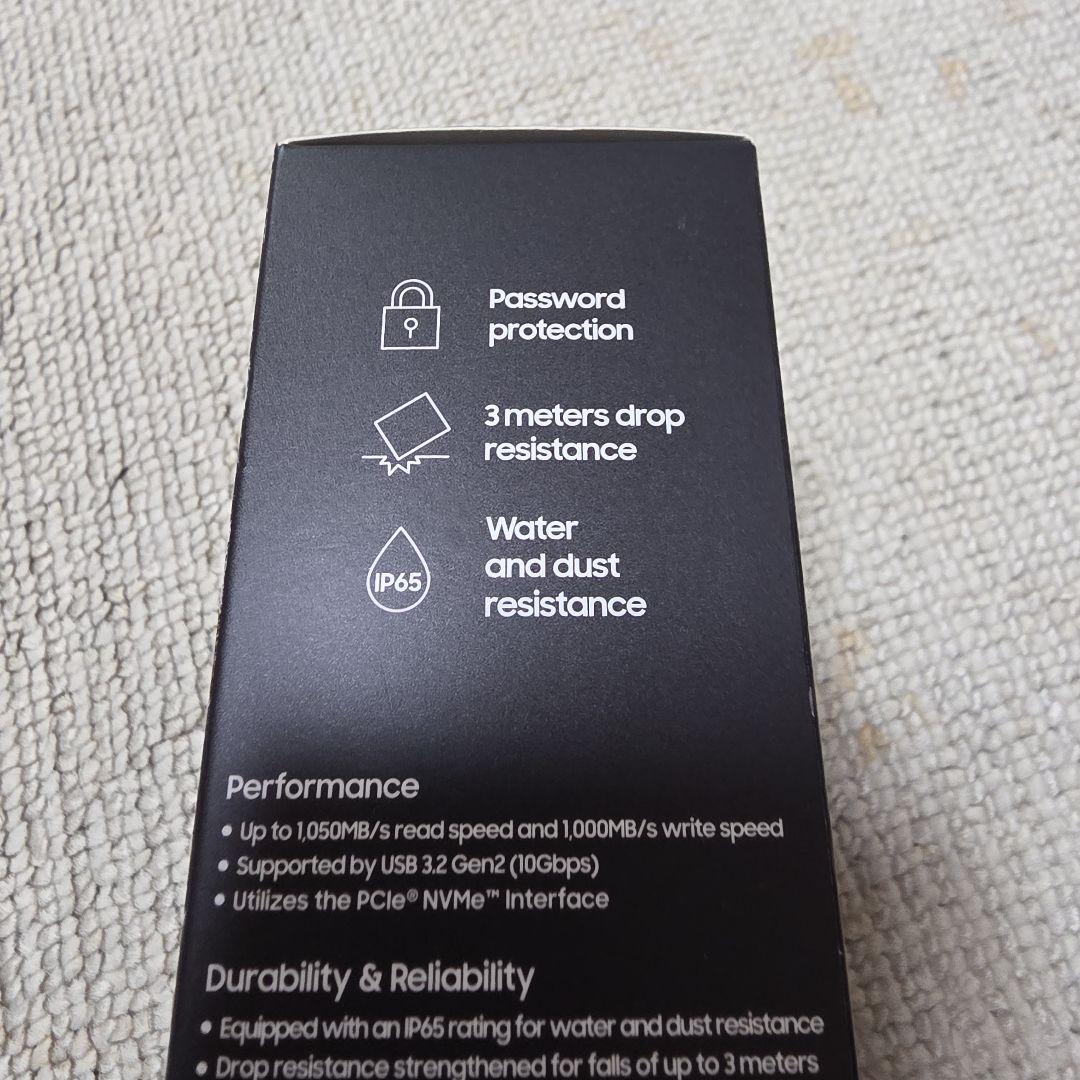 Password
protection
3 meters drop
resistance
IP65
Water
and dust
resistance
Performance
• Up to 1,050MB/s read speed and 1,000MB/s write speed
• Supported by USB 3.2 Gen2 (10Gbps)
• Utilizes the PCIe® NVMe™ Interface
Durability & Reliability
• Equipped with an IP65 rating for water and dust resistance
• Drop resistance strengthened for falls of up to 3 meters